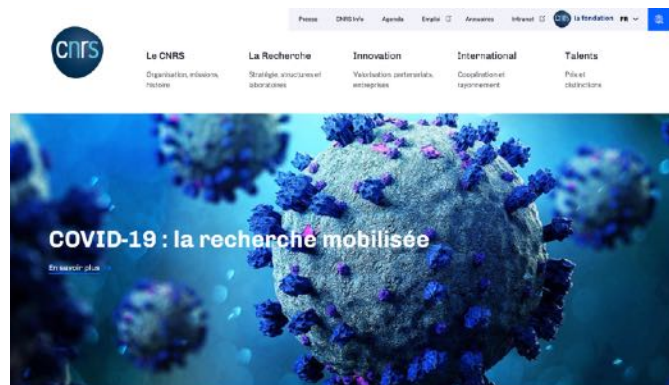 Presse CNRS Info Agenda Emploi Annuaires Intranet cnrs la fondation FR
cnrs
Le CNRS La Recherche Innovation International Talents
Organisation, missions, Stratégie, structures et Valorisation, partenariats, Coopération et Prix et
histoire laboratoires entreprises rayonnement distinctions
COVID-19 : la recherche mobilisée
En savoir plus